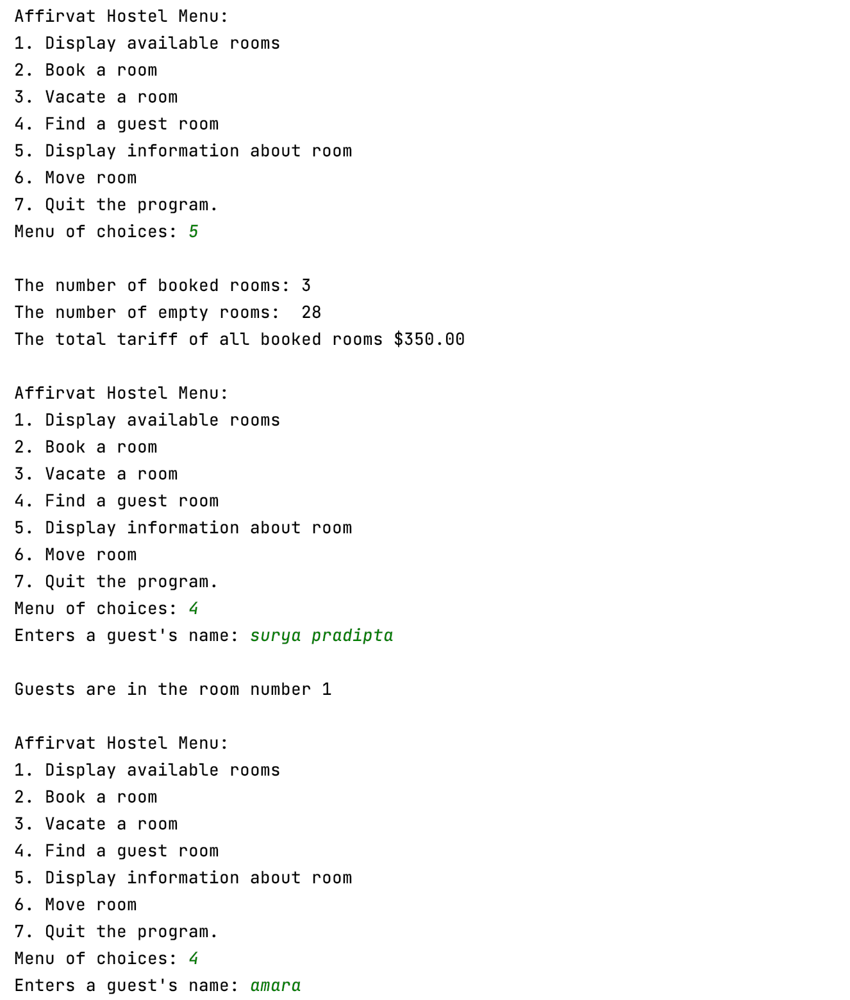 Affirvat Hostel Menu:
1. Display available rooms
2. Book a room
3. Vacate a room
4. Find a guest room
5. Display information about room
6. Move room
7. Quit the program.
Menu of choices: 5
The number of booked rooms: 3
The number of empty rooms:  28
The total tariff of all booked rooms $350.00
Affirvat Hostel Menu:
1. Display available rooms
2. Book a room
3. Vacate a room
4. Find a guest room
5. Display information about room
6. Move room
7. Quit the program.
Menu of choices: 4
Enters a guest's name: surya pradipta
Guests are in the room number 1
Affirvat Hostel Menu:
1. Display available rooms
2. Book a room
3. Vacate a room
4. Find a guest room
5. Display information about room
6. Move room
7. Quit the program.
Menu of choices: 4
Enters a guest's name: amara